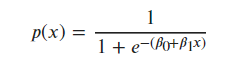 p(x) = 1 / (1 + e^−(β₀+β₁x))